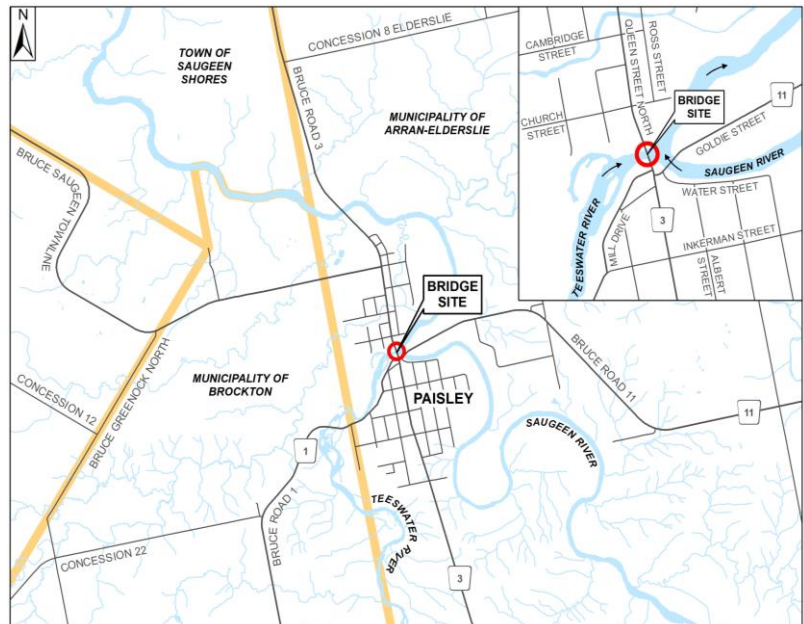 N
TOWN OF
SAUGEEN
SHORES
CONCESSION 8 ELDERSLIE
BRUCE ROAD 3
MUNICIPALITY OF
ARRAN-ELDERSLIE
BRUCE SAUGEEN TOWNLINE
BRIDGE
SITE
MUNICIPALITY OF
BROCKTON
PAISLEY
BRUCE ROAD 11
11
CONCESSION 12
BRUCE GREENOCK NORTH
SAUGEEN RIVER
1
BRUCE ROAD 1
TEESWATER
RIVER
CONCESSION 22
3
CAMBRIDGE
STREET
QUEEN STREET NORTH
ROSS STREET
11
BRIDGE
SITE
CHURCH
STREET
GOLDIE STREET
SAUGEEN RIVER
WATER STREET
TEESWATER RIVER
MILL DRIVE
3
INKERMAN STREET
ALBERT
STREET